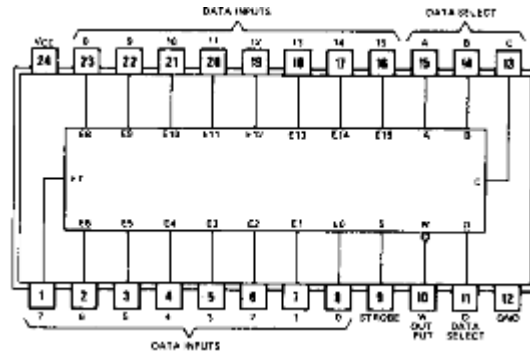 DATA INPUTS DATA SELECT
VCC 8 9 10 11 12 13 14 15 A B C
24 23 22 21 20 19 18 17 16 15 14 13
E8 E9 E10 E11 E12 E13 E14 E15 A B
E7 C
E6 E5 E4 E3 E2 E1 E0 S W D
1 2 3 4 5 6 7 8 9 10 11 12
7 6 5 4 3 2 1 0 STROBE W D GND
OUT DATA
PUT SELECT
DATA INPUTS